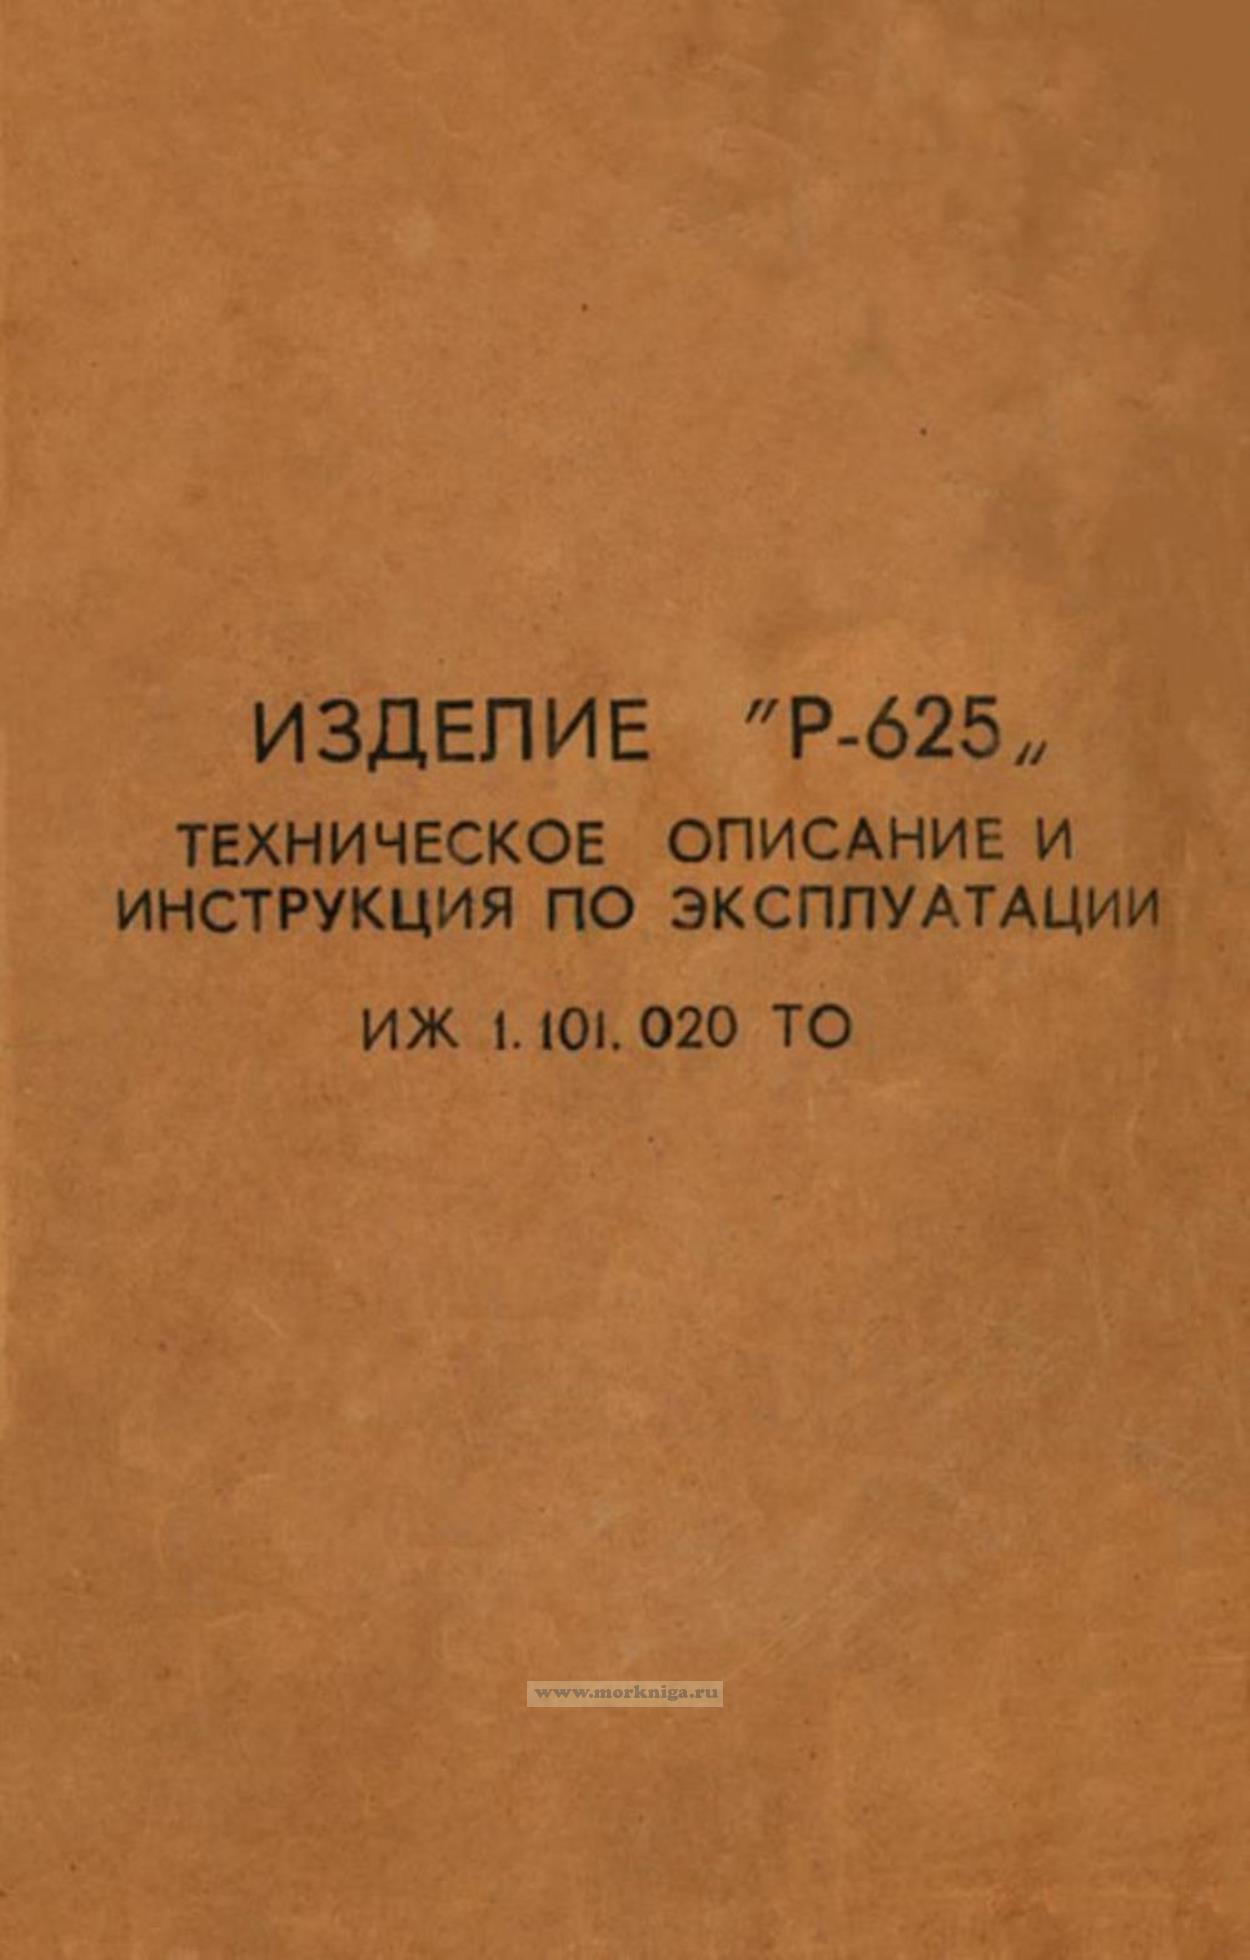 ИЗДЕЛИЕ "Р-625„
ТЕХНИЧЕСКОЕ ОПИСАНИЕ И
ИНСТРУКЦИЯ ПО ЭКСПЛУАТАЦИИ
ИЖ 1.101.020 ТО
www.morkniga.ru